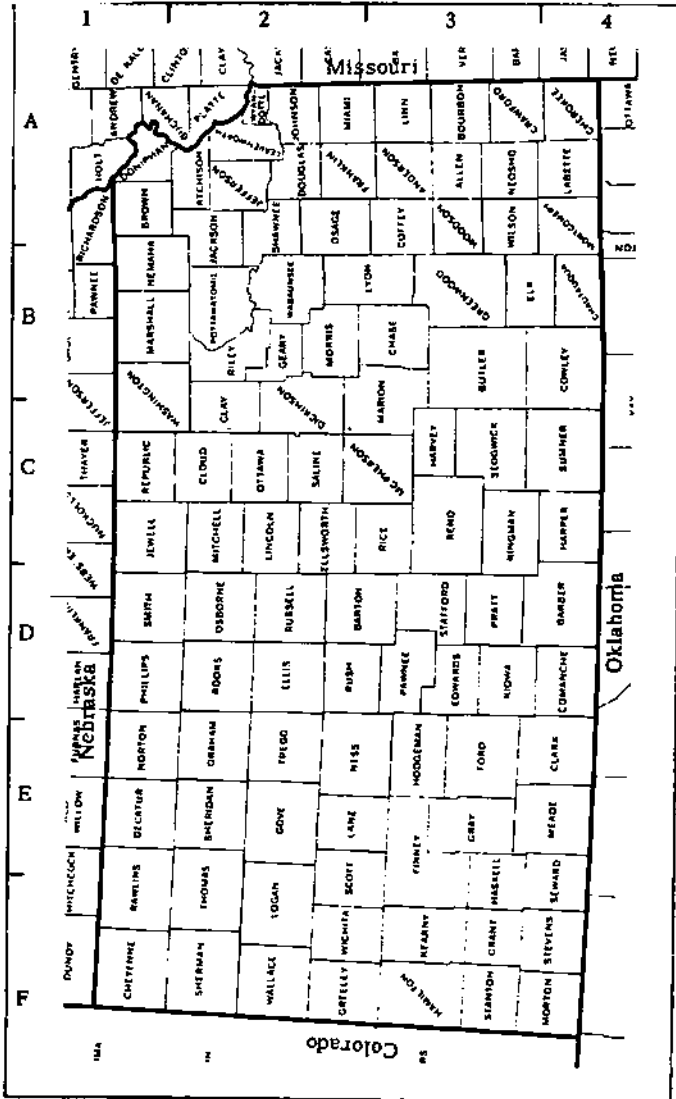 1 2 3 4
A
B
C
D
E
F
Missouri
CLAY
BUCHANAN
PLATTE
HOLT
DONIPHAN
ATCHISON
JEFFERSON
LEAVENWORTH
JOHNSON
DOUGLAS
MIAMI
FRANKLIN
LINN
ANDERSON
BOURBON
ALLEN
CRAWFORD
NEOSHO
CHEROKEE
LABETTE
OTTAWA
RICHARDSON
BROWN
JACKSON
SHAWNEE
OSAGE
COFFEY
WOODSON
WILSON
MONTGOMERY
PAWNEE
NEMAHA
MARSHALL
POTTAWATOMIE
WABAUNSEE
LYON
GREENWOOD
ELK
CHAUTAUQUA
RILEY
GEARY
MORRIS
CHASE
BUTLER
COWLEY
JEFFERSON
WASHINGTON
CLAY
DICKINSON
MARION
THAYER
REPUBLIC
CLOUD
OTTAWA
SALINE
MC PHERSON
HARVEY
SEDGWICK
SUMNER
JEWELL
MITCHELL
LINCOLN
ELLSWORTH
RICE
RENO
KINGMAN
HARPER
SMITH
OSBORNE
RUSSELL
BARTON
STAFFORD
PRATT
BARBER
Oklahoma
HARLAN
PHILLIPS
ROOKS
ELLIS
RUSH
PAWNEE
EDWARDS
KIOWA
COMANCHE
Nebraska
FURNAS
NORTON
GRAHAM
TREGO
NESS
HODGEMAN
FORD
CLARK
WILLOW
DECATUR
SHERIDAN
GOVE
LANE
FINNEY
GRAY
MEADE
HITCHCOCK
RAWLINS
THOMAS
LOGAN
SCOTT
HASKELL
SEWARD
DUNDY
CHEYENNE
SHERMAN
WALLACE
WICHITA
GREELEY
KEARNY
HAMILTON
GRANT
STANTON
STEVENS
MORTON
Colorado